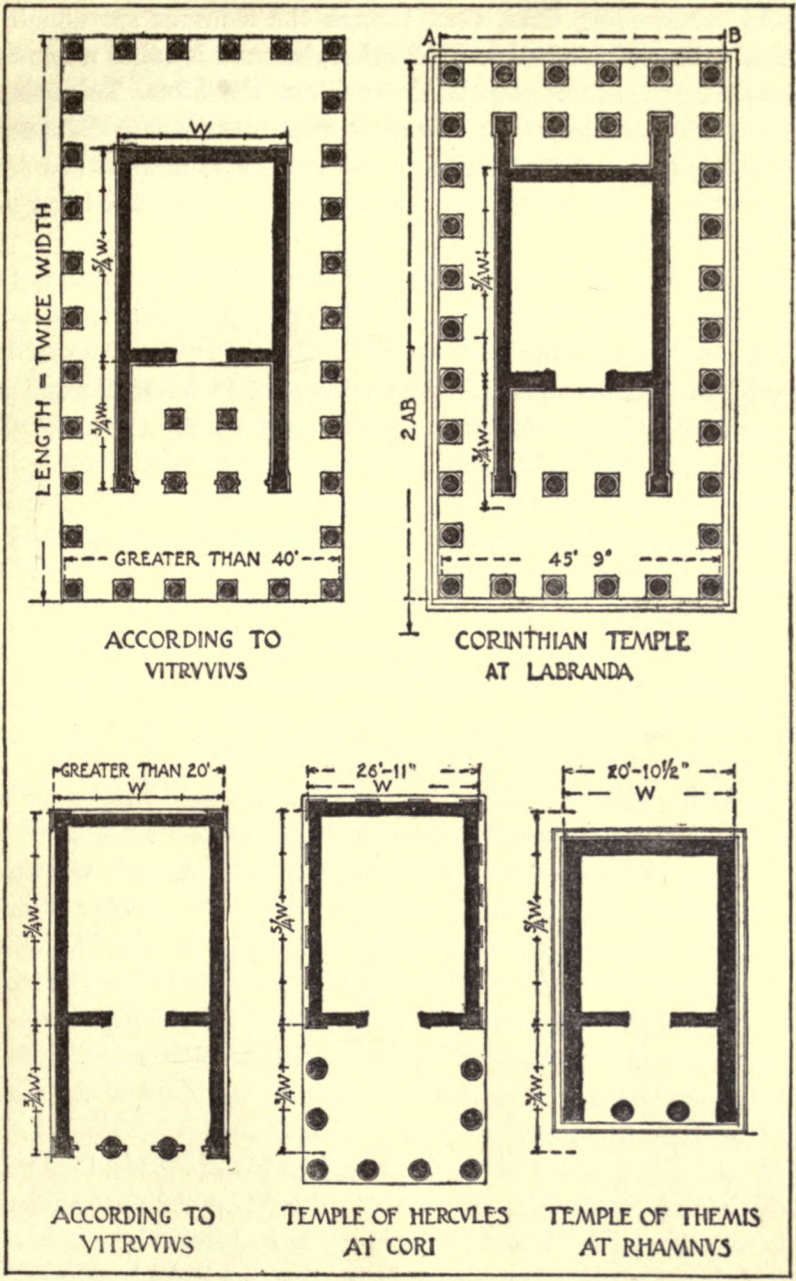 A B
W
LENGTH = TWICE WIDTH
5/4 W
3/4 W
GREATER THAN 40'
ACCORDING TO
VITRVVIVS
2 AB
5/4 W
3/4 W
45' 9"
CORINTHIAN TEMPLE
AT LABRANDA
GREATER THAN 20'
W
5/4 W
3/4 W
ACCORDING TO
VITRVVIVS
26'-11"
W
5/4 W
3/4 W
TEMPLE OF HERCVLES
AT CORI
20'-10 1/2"
W
5/4 W
3/4 W
TEMPLE OF THEMIS
AT RHAMNVS